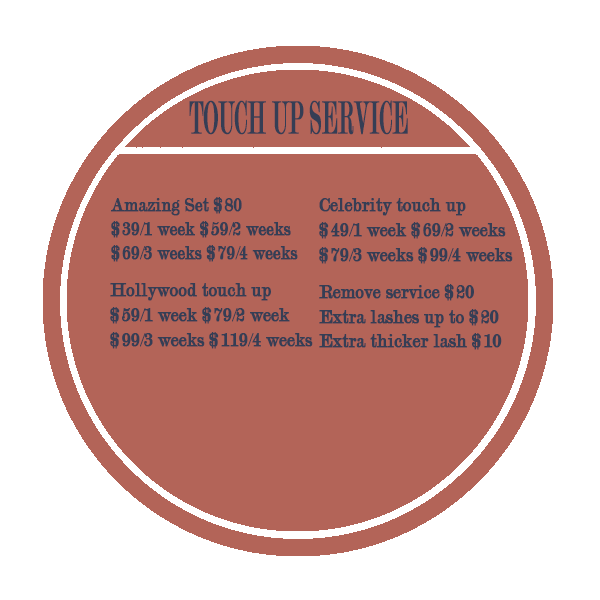 TOUCH UP SERVICE
Amazing Set $80
$39/1 week $59/2 weeks
$69/3 weeks $79/4 weeks
Hollywood touch up
$59/1 week $79/2 week
$99/3 weeks $119/4 weeks
Celebrity touch up
$49/1 week $69/2 weeks
$79/3 weeks $99/4 weeks
Remove service $20
Extra lashes up to $20
Extra thicker lash $10